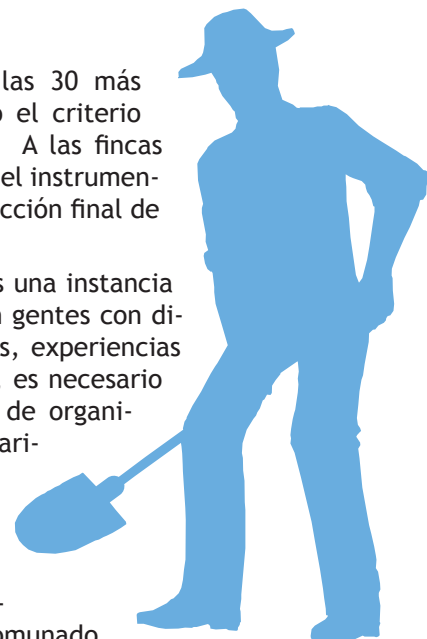 las 30 más
o el criterio
A las fincas
el instrumen-
cción final de
s una instancia
n gentes con di-
s, experiencias
es necesario
de organi-
ari-
-
omunado